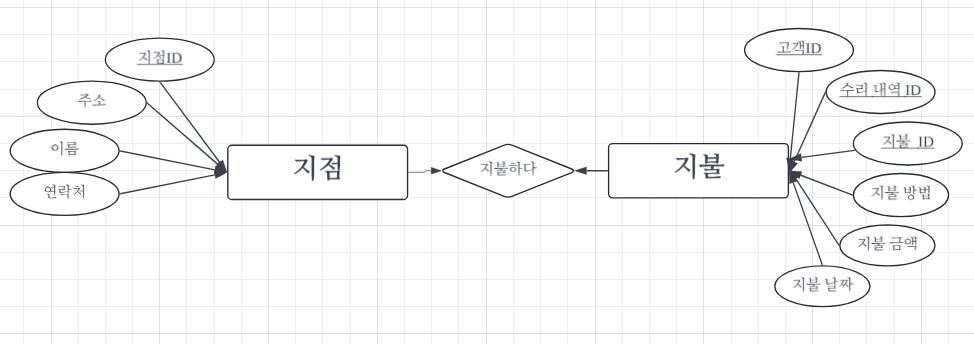 지점ID
주소
이름
연락처
지점
지불하다
지불
고객ID
수리 내역 ID
지불 ID
지불 방법
지불 금액
지불 날짜